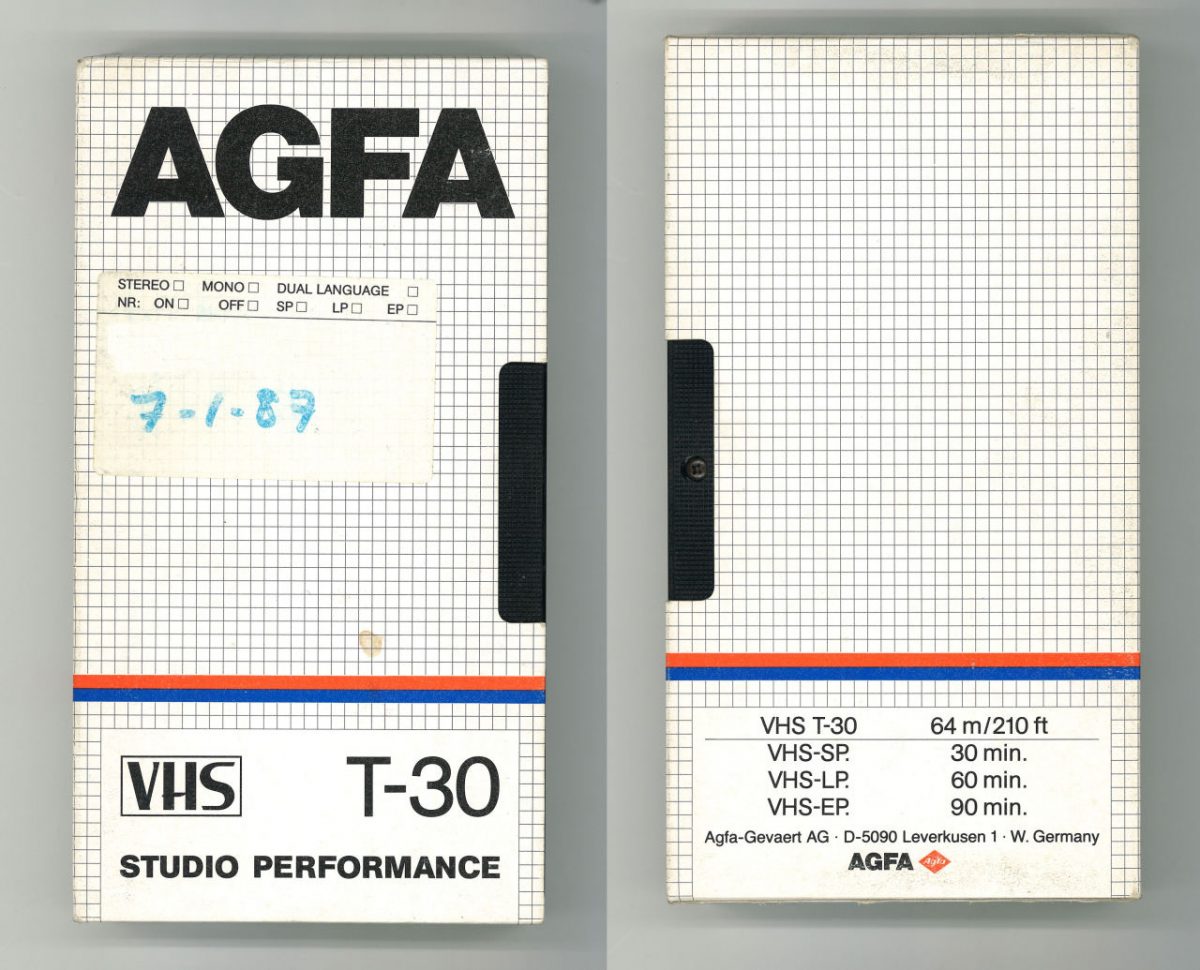 AGFA
STEREO □ MONO □ DUAL LANGUAGE □
NR: ON □ OFF □ SP □ LP □ EP □
7-1-87
VHS T-30
STUDIO PERFORMANCE
VHS T-30 64 m/210 ft
VHS-SP. 30 min.
VHS-LP. 60 min.
VHS-EP. 90 min.
Agfa-Gevaert AG · D-5090 Leverkusen 1 · W. Germany
AGFA Agfa